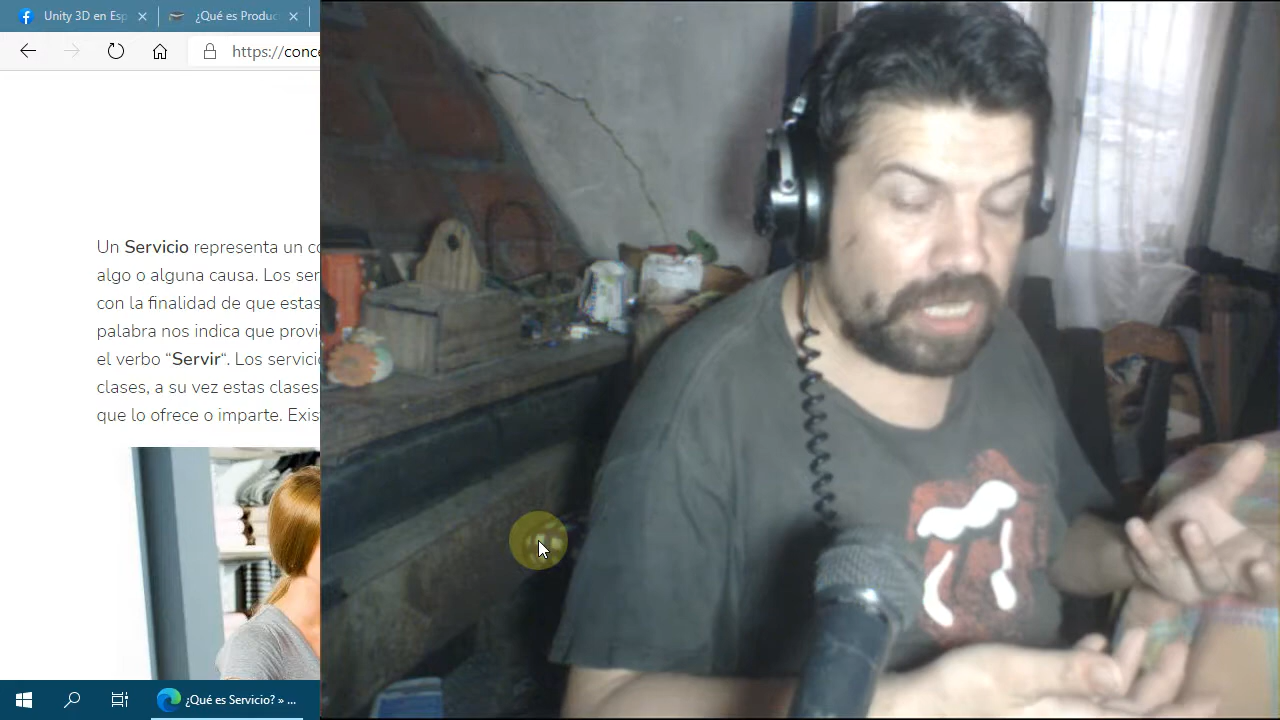 Unity 3D en Esp
¿Qué es Produc
https://conce
Un Servicio representa un co
algo o alguna causa. Los ser
con la finalidad de que estas
palabra nos indica que provi
el verbo “Servir“. Los servicio
clases, a su vez estas clases
que lo ofrece o imparte. Exis
¿Qué es Servicio? » ...